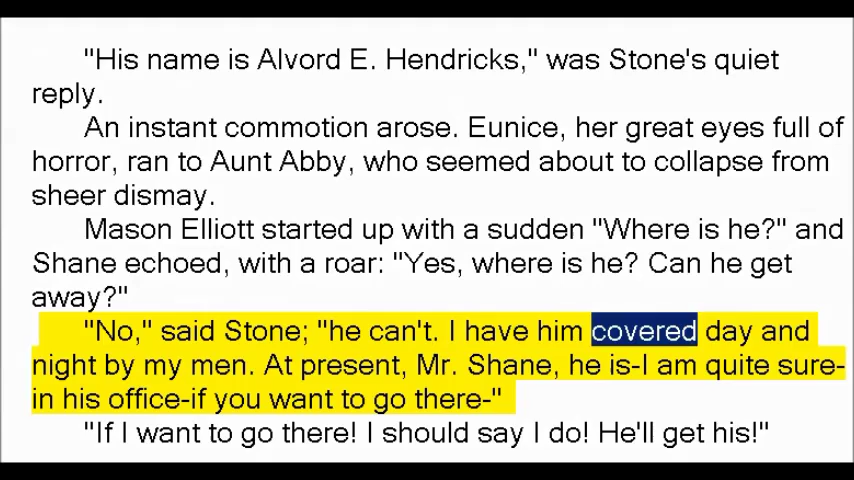 "His name is Alvord E. Hendricks," was Stone's quiet
reply.
An instant commotion arose. Eunice, her great eyes full of
horror, ran to Aunt Abby, who seemed about to collapse from
sheer dismay.
Mason Elliott started up with a sudden "Where is he?" and
Shane echoed, with a roar: "Yes, where is he? Can he get
away?"
"No," said Stone; "he can't. I have him covered day and
night by my men. At present, Mr. Shane, he is-I am quite sure-
in his office-if you want to go there-"
"If I want to go there! I should say I do! He'll get his!"